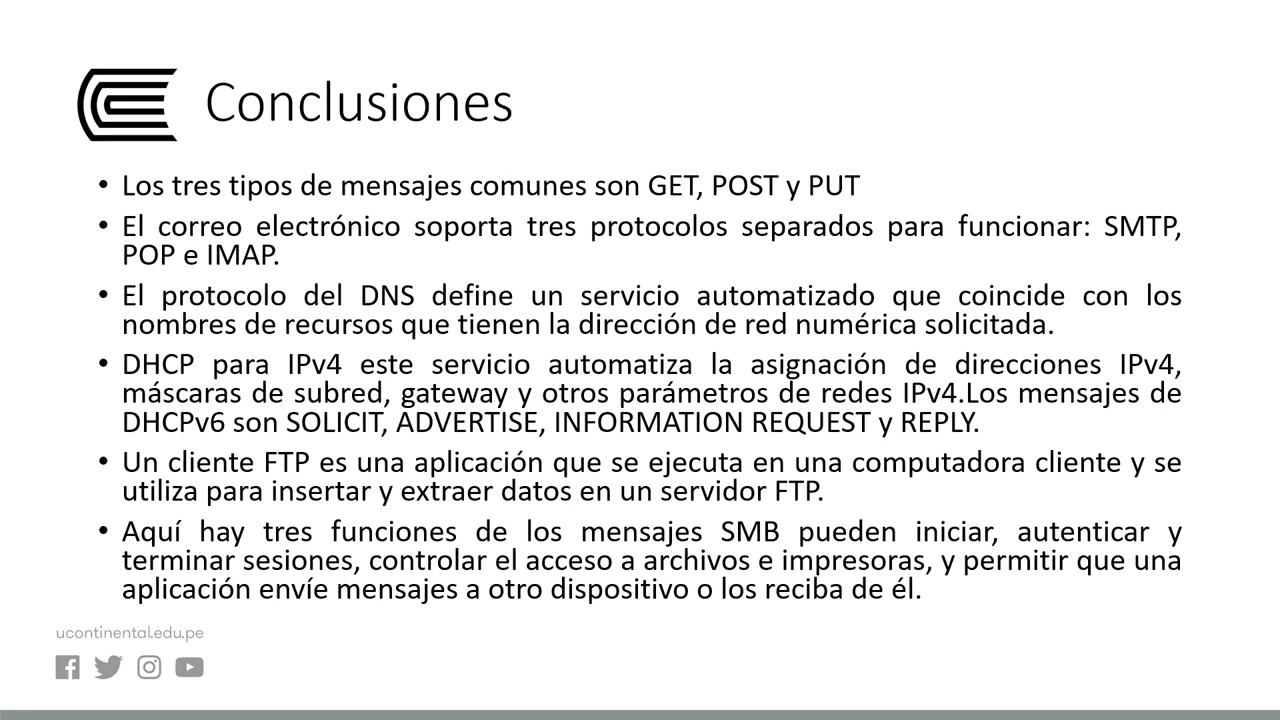 Conclusiones
• Los tres tipos de mensajes comunes son GET, POST y PUT
• El correo electrónico soporta tres protocolos separados para funcionar: SMTP,
POP e IMAP.
• El protocolo del DNS define un servicio automatizado que coincide con los
nombres de recursos que tienen la dirección de red numérica solicitada.
• DHCP para IPv4 este servicio automatiza la asignación de direcciones IPv4,
máscaras de subred, gateway y otros parámetros de redes IPv4.Los mensajes de
DHCPv6 son SOLICIT, ADVERTISE, INFORMATION REQUEST y REPLY.
• Un cliente FTP es una aplicación que se ejecuta en una computadora cliente y se
utiliza para insertar y extraer datos en un servidor FTP.
• Aquí hay tres funciones de los mensajes SMB pueden iniciar, autenticar y
terminar sesiones, controlar el acceso a archivos e impresoras, y permitir que una
aplicación envíe mensajes a otro dispositivo o los reciba de él.
ucontinental.edu.pe